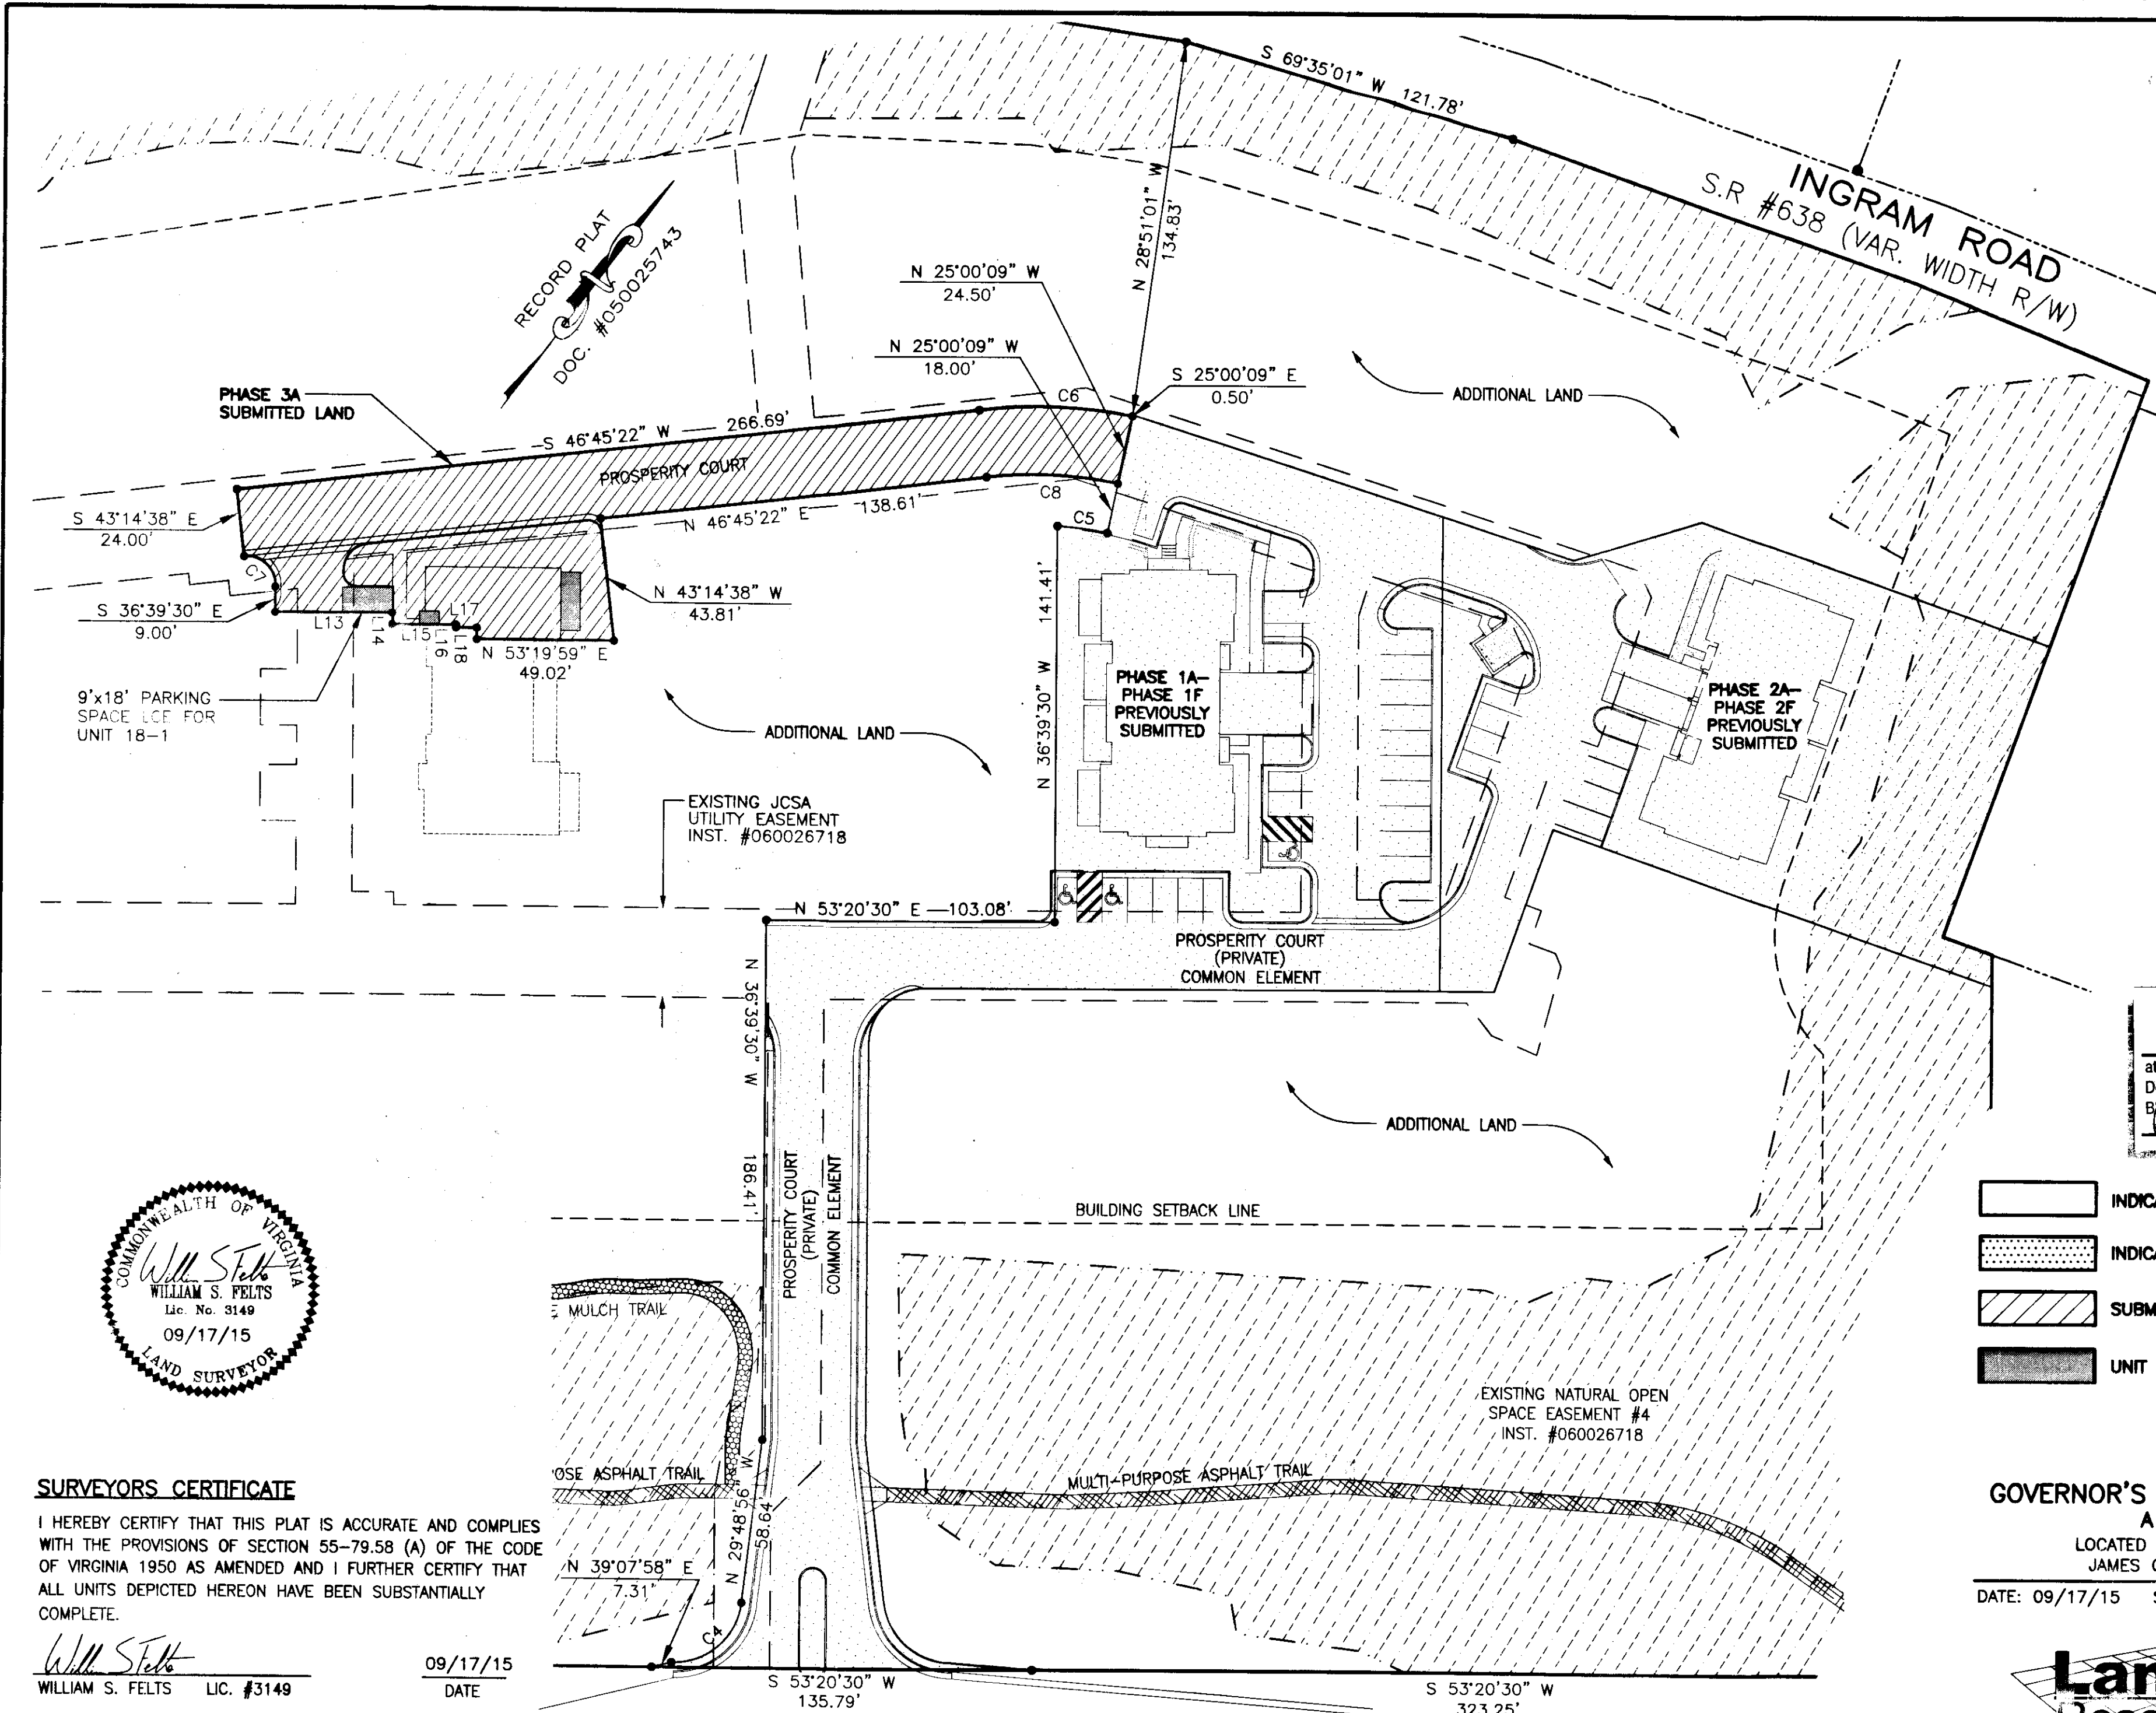 S 69°35'01" W 121.78'
INGRAM ROAD
S.R #638 (VAR. WIDTH R/W)
N 28°51'01" W
134.83'
RECORD PLAT
DOC. #050025743
N 25°00'09" W
24.50'
N 25°00'09" W
18.00'
S 25°00'09" E
0.50'
ADDITIONAL LAND
PHASE 3A
SUBMITTED LAND
S 46°45'22" W 266.69'
C6
PROSPERITY COURT
C8
N 46°45'22" E 138.61'
C5
S 43°14'38" E
24.00'
C7
S 36°39'30" E
9.00'
L13
L14
L15
L16
L17
L18
N 53°19'59" E
49.02'
N 43°14'38" W
43.81'
9'x18' PARKING
SPACE LCE FOR
UNIT 18-1
N 36°39'30" W 141.41'
PHASE 1A-
PHASE 1F
PREVIOUSLY
SUBMITTED
PHASE 2A-
PHASE 2F
PREVIOUSLY
SUBMITTED
ADDITIONAL LAND
EXISTING JCSA
UTILITY EASEMENT
INST. #060026718
N 53°20'30" E 103.08'
PROSPERITY COURT
(PRIVATE)
COMMON ELEMENT
N 36°39'30" W 186.41'
ADDITIONAL LAND
PROSPERITY COURT
(PRIVATE)
COMMON ELEMENT
BUILDING SETBACK LINE
COMMONWEALTH OF VIRGINIA
WILLIAM S. FELTS
Lic. No. 3149
09/17/15
LAND SURVEYOR
MULCH TRAIL
INDICA
INDICA
SUBM
UNIT
EXISTING NATURAL OPEN
SPACE EASEMENT #4
INST. #060026718
OSE ASPHALT TRAIL
MULTI-PURPOSE ASPHALT TRAIL
N 29°48'56" W
58.64'
N 39°07'58" E
7.31'
C4
SURVEYORS CERTIFICATE
I HEREBY CERTIFY THAT THIS PLAT IS ACCURATE AND COMPLIES
WITH THE PROVISIONS OF SECTION 55-79.58 (A) OF THE CODE
OF VIRGINIA 1950 AS AMENDED AND I FURTHER CERTIFY THAT
ALL UNITS DEPICTED HEREON HAVE BEEN SUBSTANTIALLY
COMPLETE.
WILLIAM S. FELTS LIC. #3149
09/17/15
DATE
S 53°20'30" W
135.79'
S 53°20'30" W
323.25'
GOVERNOR'S
A
LOCATED
JAMES
DATE: 09/17/15
Lan